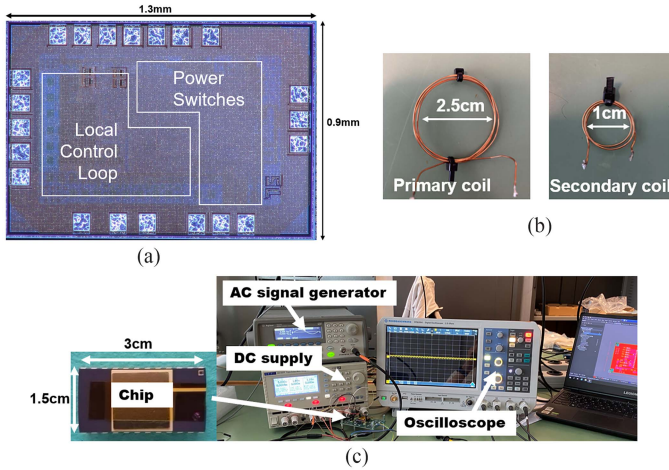 1.3mm
Power
Switches
Local
Control
Loop
0.9mm
(a)
2.5cm
Primary coil
1cm
Secondary coil
(b)
3cm
1.5cm
Chip
AC signal generator
DC supply
Oscilloscope
(c)